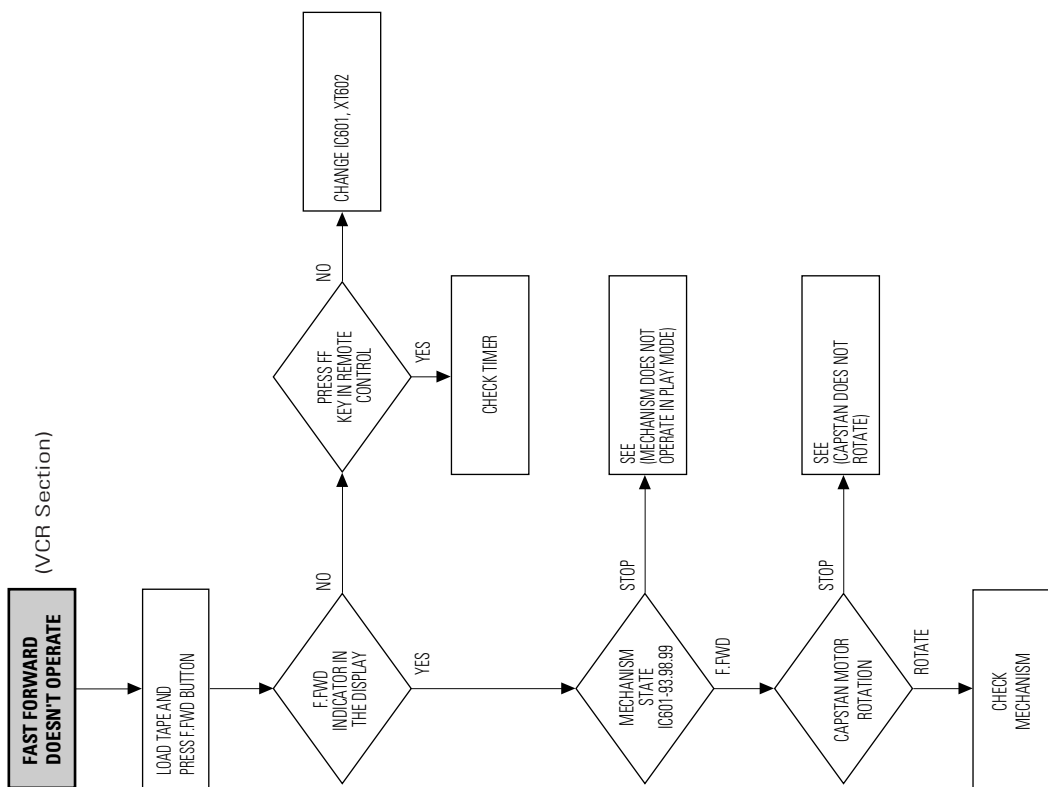 FAST FORWARD
DOESN'T OPERATE
(VCR Section)
LOAD TAPE AND
PRESS F.FWD BUTTON
F.FWD
INDICATOR IN
THE DISPLAY
NO
YES
PRESS FF
KEY IN REMOTE
CONTROL
NO
YES
CHANGE IC601, XT602
CHECK TIMER
MECHANISM
STATE
IC601-93.98.99
STOP
F.FWD
SEE
(MECHANISM DOES NOT
OPERATE IN PLAY MODE)
CAPSTAN MOTOR
ROTATION
STOP
ROTATE
SEE
(CAPSTAN DOES NOT
ROTATE)
CHECK
MECHANISM